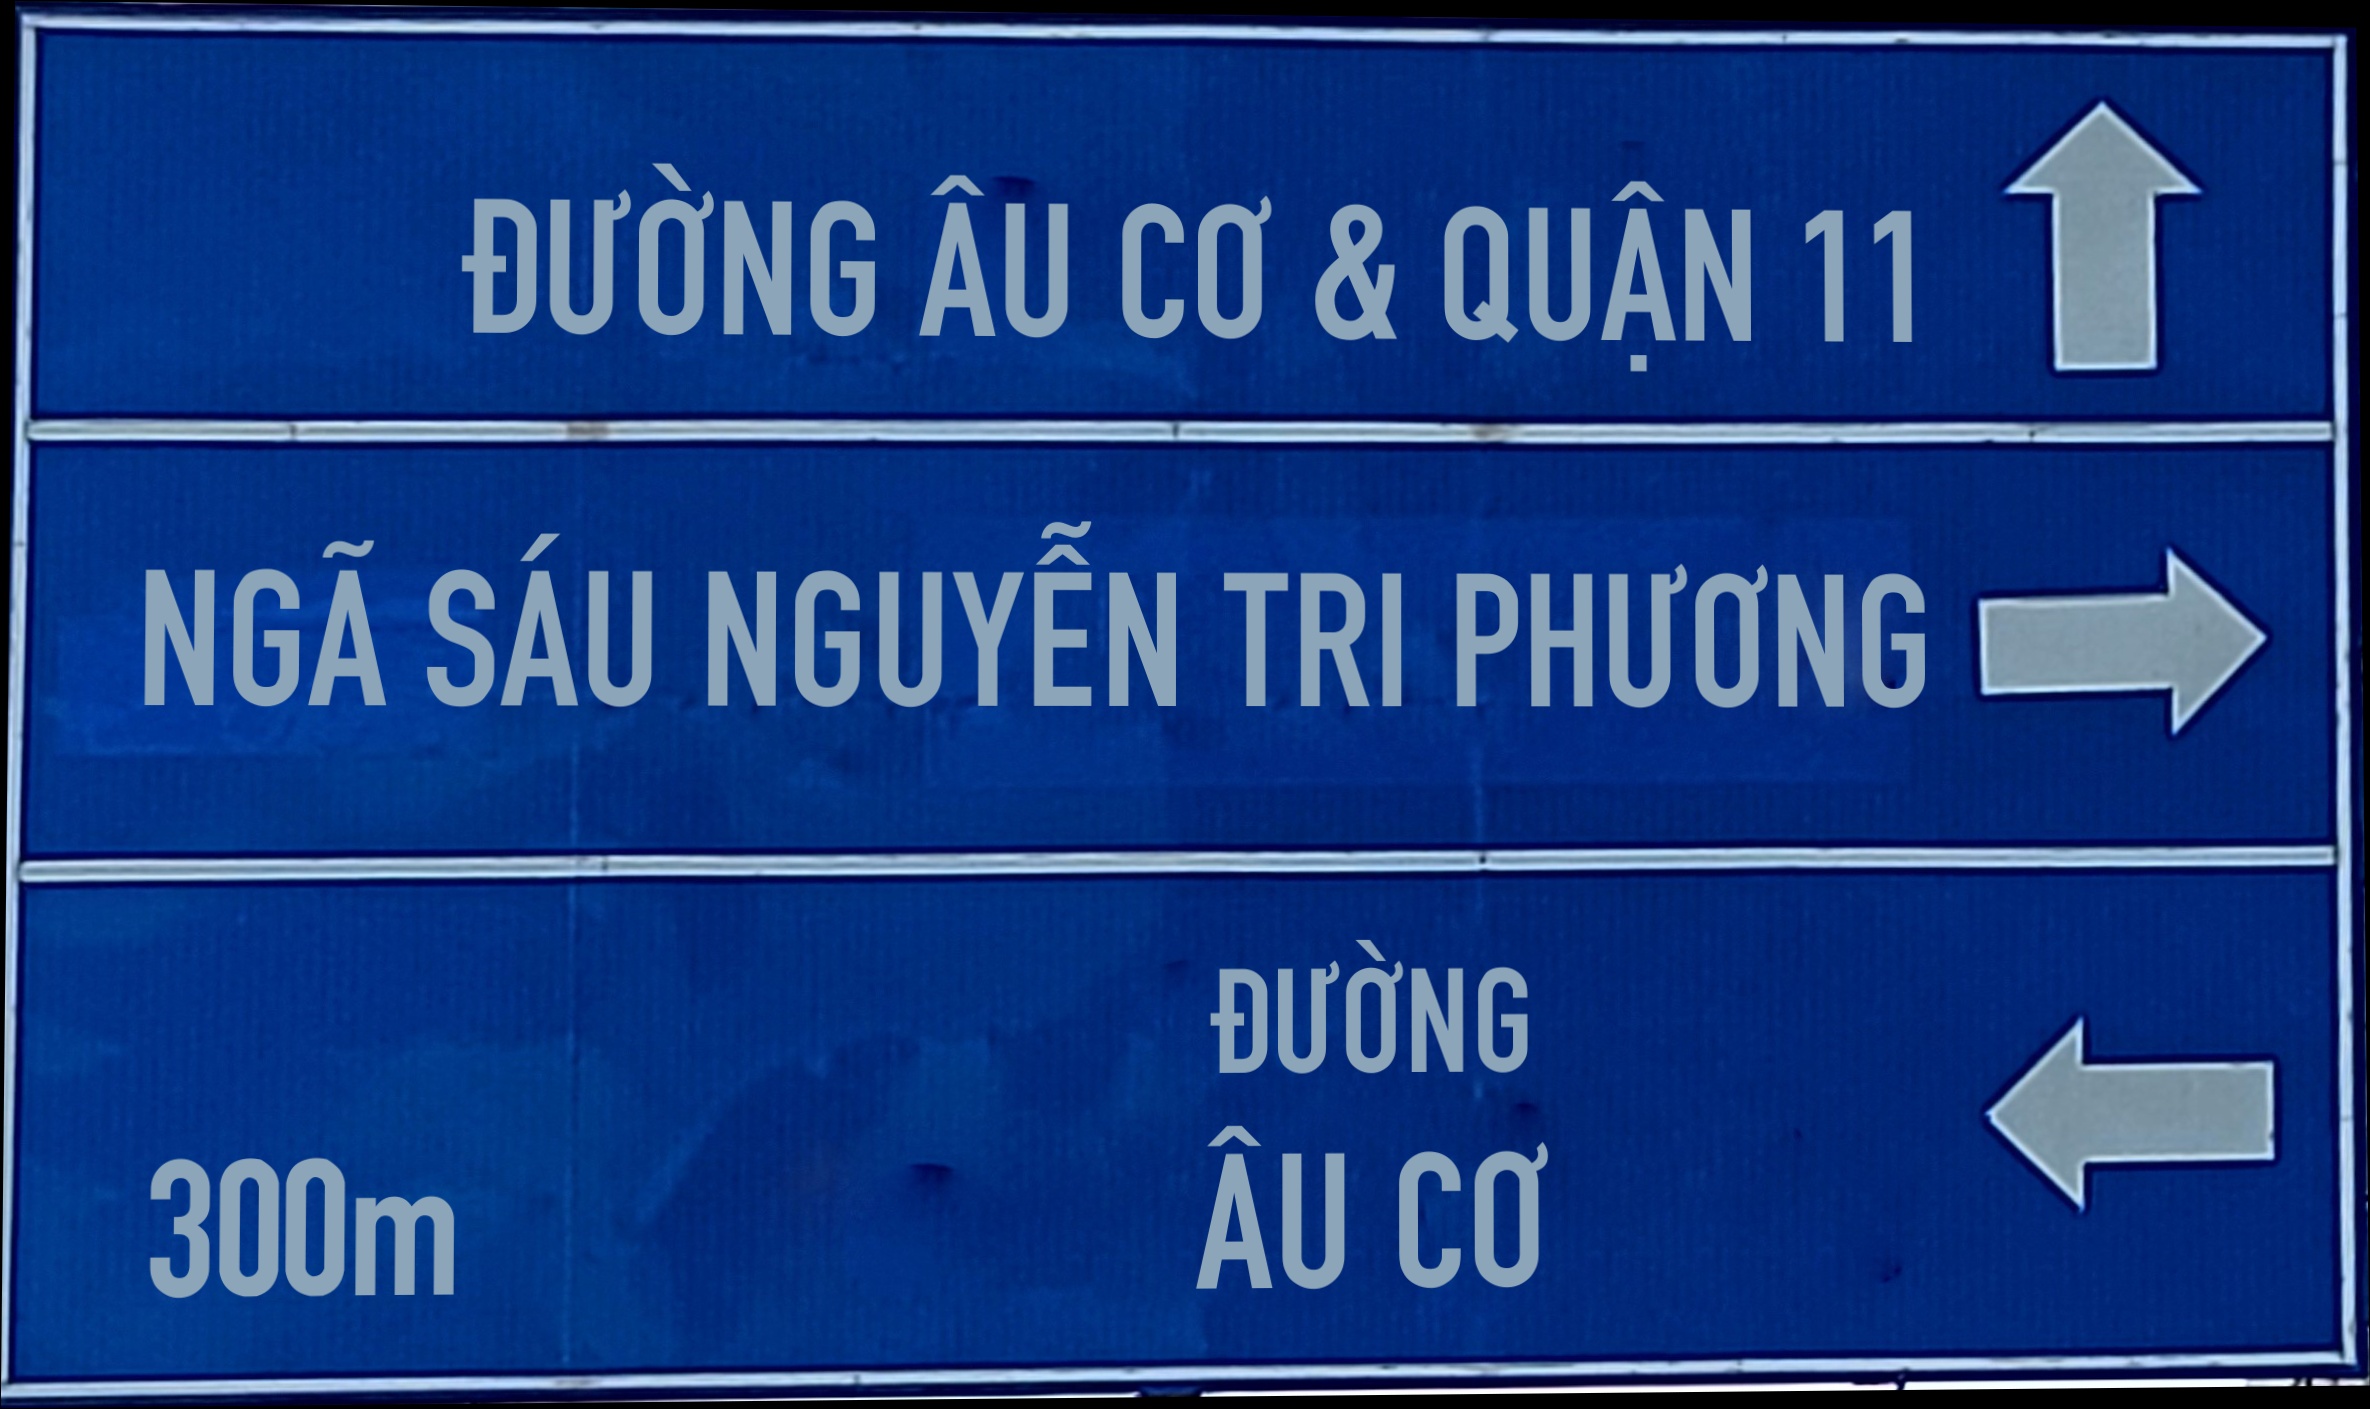 ĐƯỜNG ÂU CƠ & QUẬN 11
NGÃ SÁU NGUYỄN TRI PHƯƠNG
ĐƯỜNG
ÂU CƠ
300m